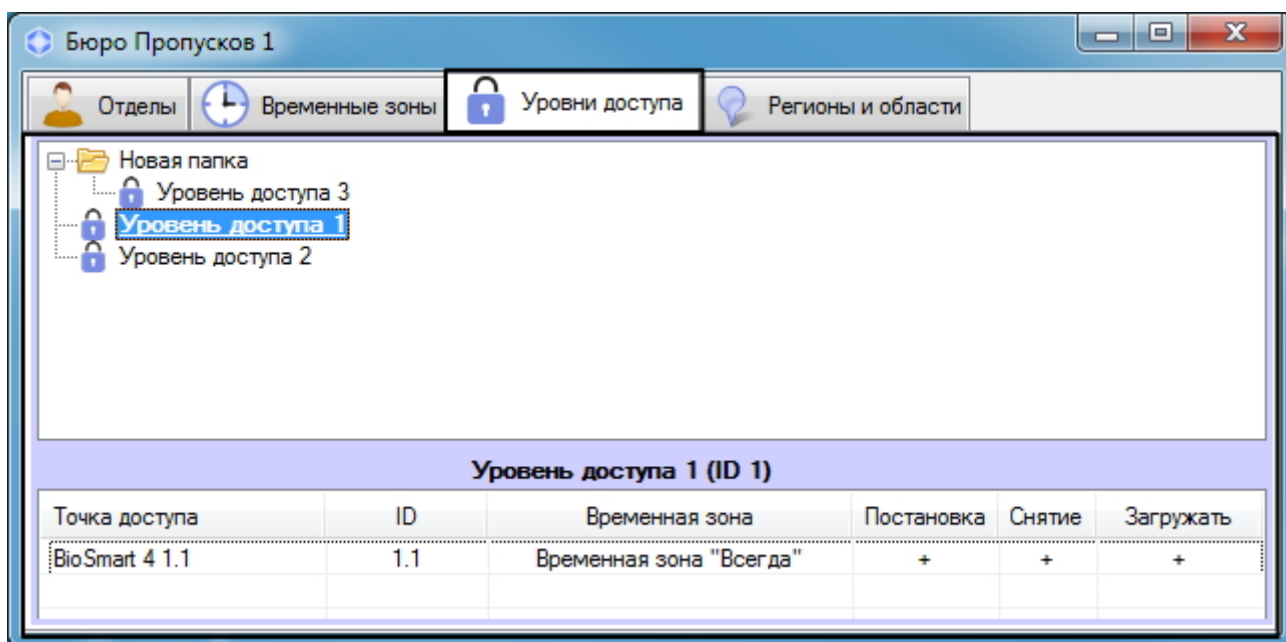 Бюро Пропусков 1
Отделы Временные зоны Уровни доступа Регионы и области
Новая папка
Уровень доступа 3
Уровень доступа 1
Уровень доступа 2
Уровень доступа 1 (ID 1)
Точка доступа ID Временная зона Постановка Снятие Загружать
BioSmart 4 1.1 1.1 Временная зона "Всегда" + + +